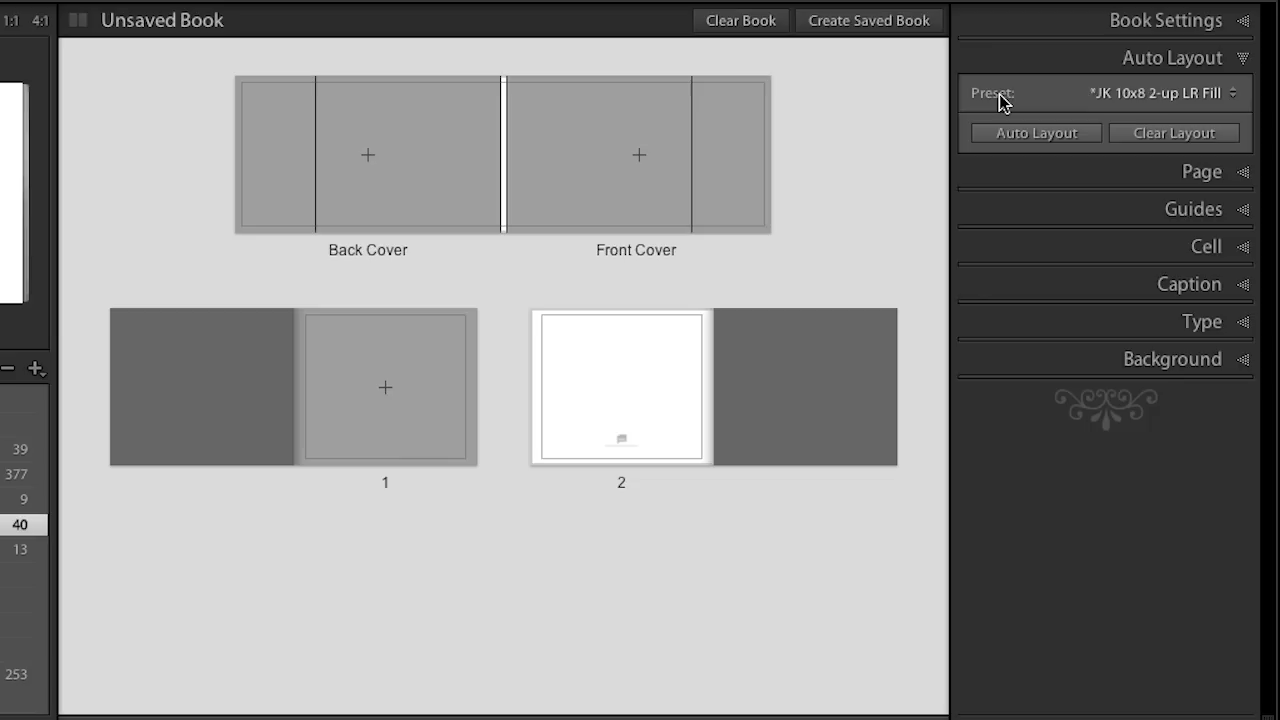 1:1 4:1
Unsaved Book
Clear Book
Create Saved Book
Back Cover
Front Cover
1
2
39
377
9
40
13
253
Book Settings
Auto Layout
Preset: *JK 10x8 2-up LR Fill
Auto Layout
Clear Layout
Page
Guides
Cell
Caption
Type
Background